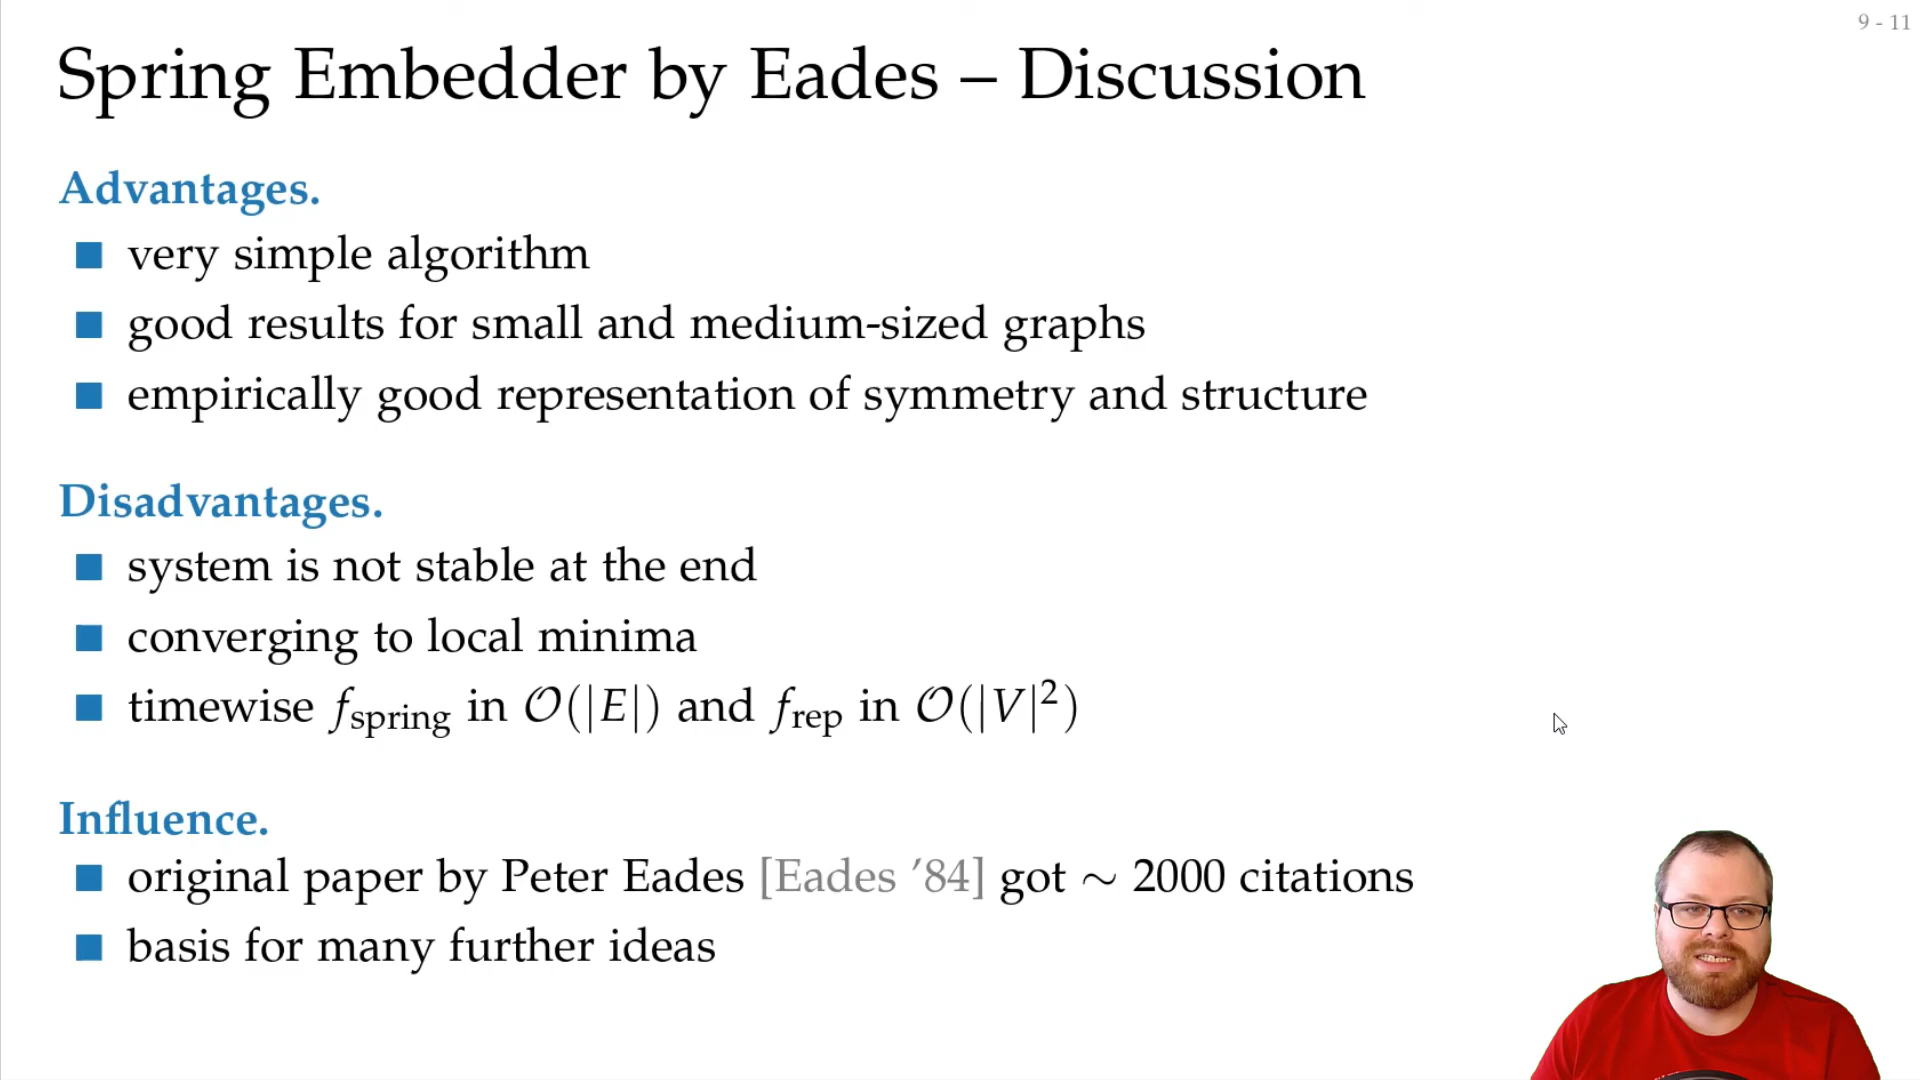 9 - 11
Spring Embedder by Eades – Discussion
Advantages.
■ very simple algorithm
■ good results for small and medium-sized graphs
■ empirically good representation of symmetry and structure
Disadvantages.
■ system is not stable at the end
■ converging to local minima
■ timewise f_spring in 𝒪(|E|) and f_rep in 𝒪(|V|²)
Influence.
■ original paper by Peter Eades [Eades ’84] got ∼ 2000 citations
■ basis for many further ideas